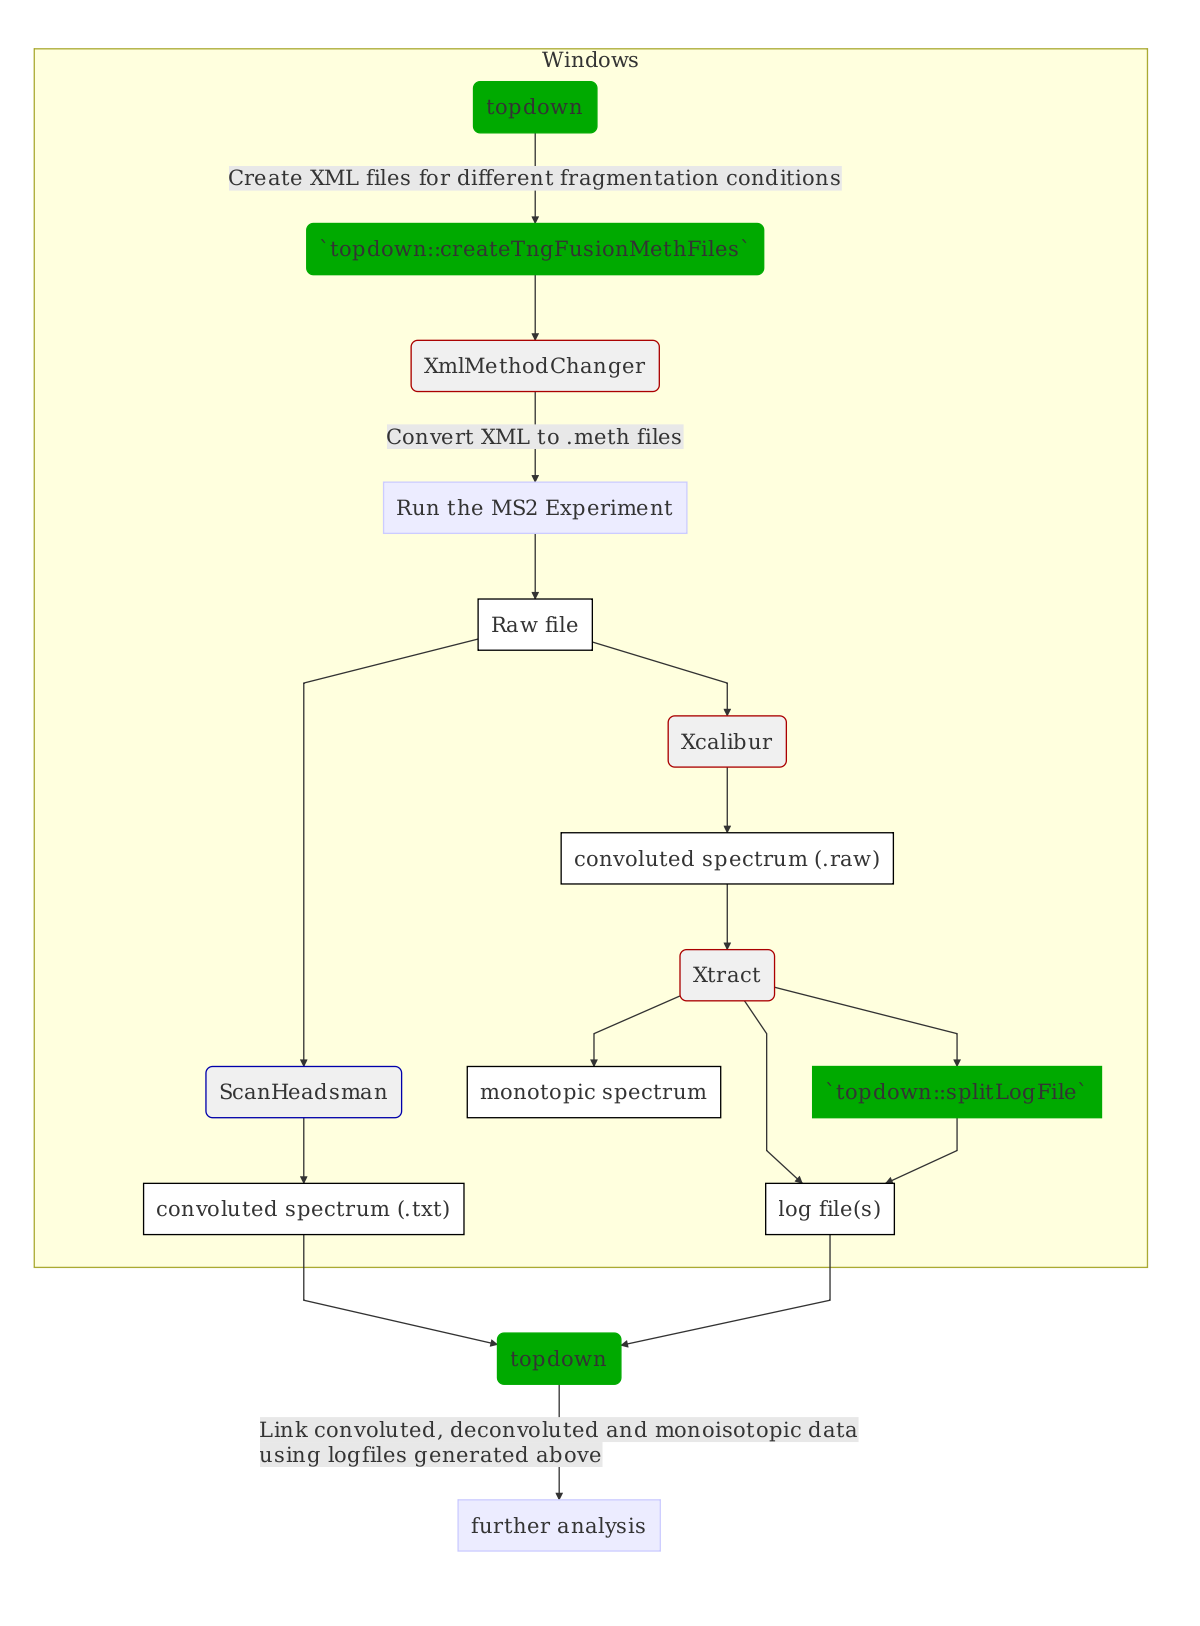 Windows
topdown
Create XML files for different fragmentation conditions
`topdown::createTngFusionMethFiles`
XmlMethodChanger
Convert XML to .meth files
Run the MS2 Experiment
Raw file
Xcalibur
convoluted spectrum (.raw)
Xtract
ScanHeadsman
monotopic spectrum
`topdown::splitLogFile`
convoluted spectrum (.txt)
log file(s)
topdown
Link convoluted, deconvoluted and monoisotopic data
using logfiles generated above
further analysis